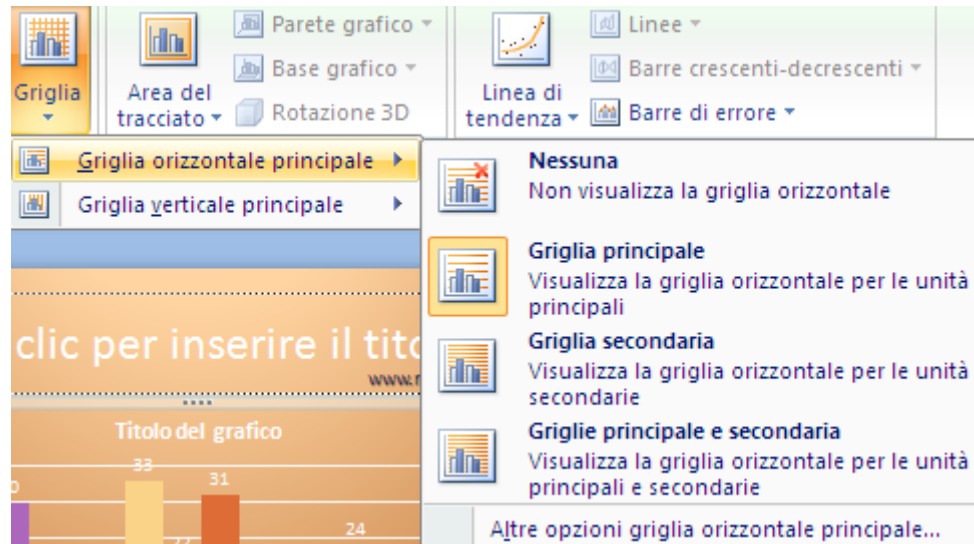 Griglia
Area del
tracciato
Parete grafico
Base grafico
Rotazione 3D
Linea di
tendenza
Linee
Barre crescenti-decrescenti
Barre di errore
Griglia orizzontale principale
Griglia verticale principale
Nessuna
Non visualizza la griglia orizzontale
Griglia principale
Visualizza la griglia orizzontale per le unità
principali
Griglia secondaria
Visualizza la griglia orizzontale per le unità
secondarie
Griglie principale e secondaria
Visualizza la griglia orizzontale per le unità
principali e secondarie
Altre opzioni griglia orizzontale principale...
clic per inserire il tito
www.r
Titolo del grafico
33
31
24